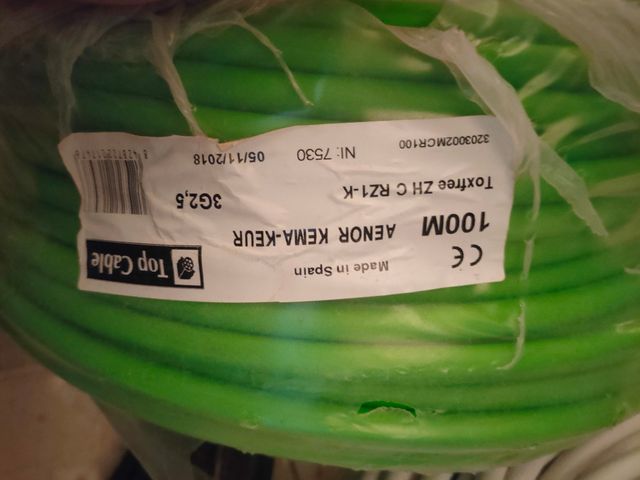 CE Made in Spain Top Cable
100M AENOR KEMA-KEUR
Toxfree ZH C RZ1-K 3G2,5
3203002MCR100 NI: 7530 05/11/2018